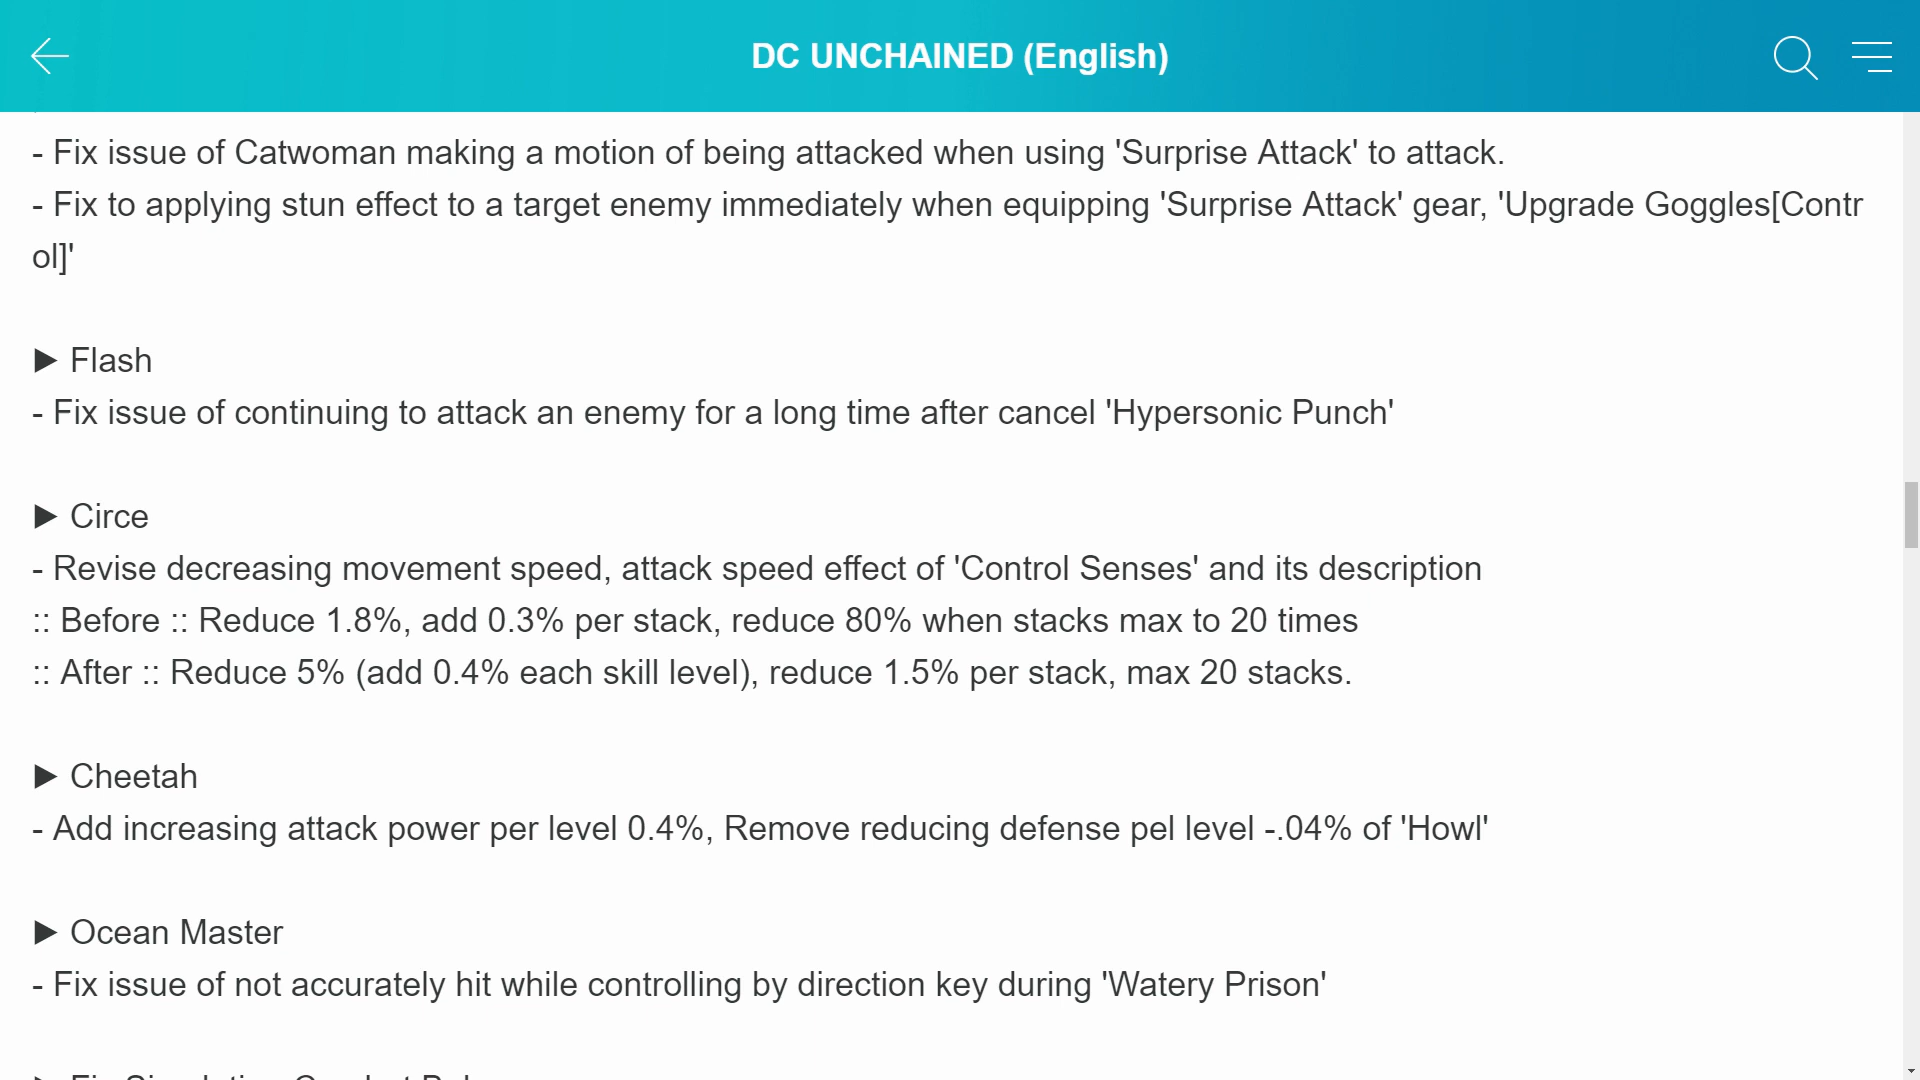 DC UNCHAINED (English)
- Fix issue of Catwoman making a motion of being attacked when using 'Surprise Attack' to attack.
- Fix to applying stun effect to a target enemy immediately when equipping 'Surprise Attack' gear, 'Upgrade Goggles[Contr
ol]'
▶ Flash
- Fix issue of continuing to attack an enemy for a long time after cancel 'Hypersonic Punch'
▶ Circe
- Revise decreasing movement speed, attack speed effect of 'Control Senses' and its description
:: Before :: Reduce 1.8%, add 0.3% per stack, reduce 80% when stacks max to 20 times
:: After :: Reduce 5% (add 0.4% each skill level), reduce 1.5% per stack, max 20 stacks.
▶ Cheetah
- Add increasing attack power per level 0.4%, Remove reducing defense pel level -.04% of 'Howl'
▶ Ocean Master
- Fix issue of not accurately hit while controlling by direction key during 'Watery Prison'
▶ Fix Simulation Combat